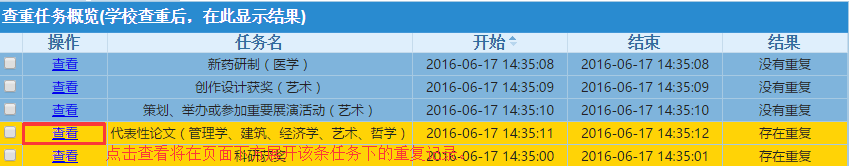 查重任务概览(学校查重后，在此显示结果)
操作 任务名 开始 结束 结果
查看 新药研制（医学） 2016-06-17 14:35:08 2016-06-17 14:35:08 没有重复
查看 创作设计获奖（艺术） 2016-06-17 14:35:09 2016-06-17 14:35:09 没有重复
查看 策划、举办或参加重要展演活动（艺术） 2016-06-17 14:35:10 2016-06-17 14:35:10 没有重复
查看 代表性论文（管理学、建筑、经济学、艺术、哲学） 2016-06-17 14:35:11 2016-06-17 14:35:12 存在重复
查看 科研获奖 2016-06-17 14:35:00 2016-06-17 14:35:01 存在重复
点击查看将在页面下方展开该条任务下的重复记录